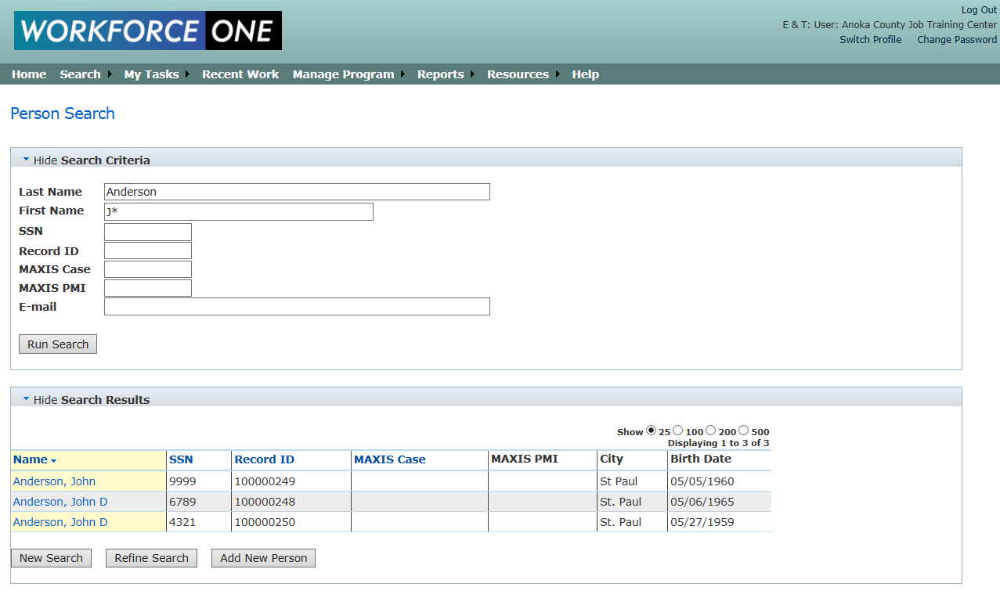 WORKFORCE ONE
Log Out
E & T: User: Anoka County Job Training Center
Switch Profile Change Password
Home Search My Tasks Recent Work Manage Program Reports Resources Help
Person Search
Hide Search Criteria
Last Name Anderson
First Name J*
SSN
Record ID
MAXIS Case
MAXIS PMI
E-mail
Run Search
Hide Search Results
Show 25 100 200 500
Displaying 1 to 3 of 3
Name SSN Record ID MAXIS Case MAXIS PMI City Birth Date
Anderson, John 9999 100000249 St Paul 05/05/1960
Anderson, John D 6789 100000248 St. Paul 05/06/1965
Anderson, John D 4321 100000250 St. Paul 05/27/1959
New Search Refine Search Add New Person